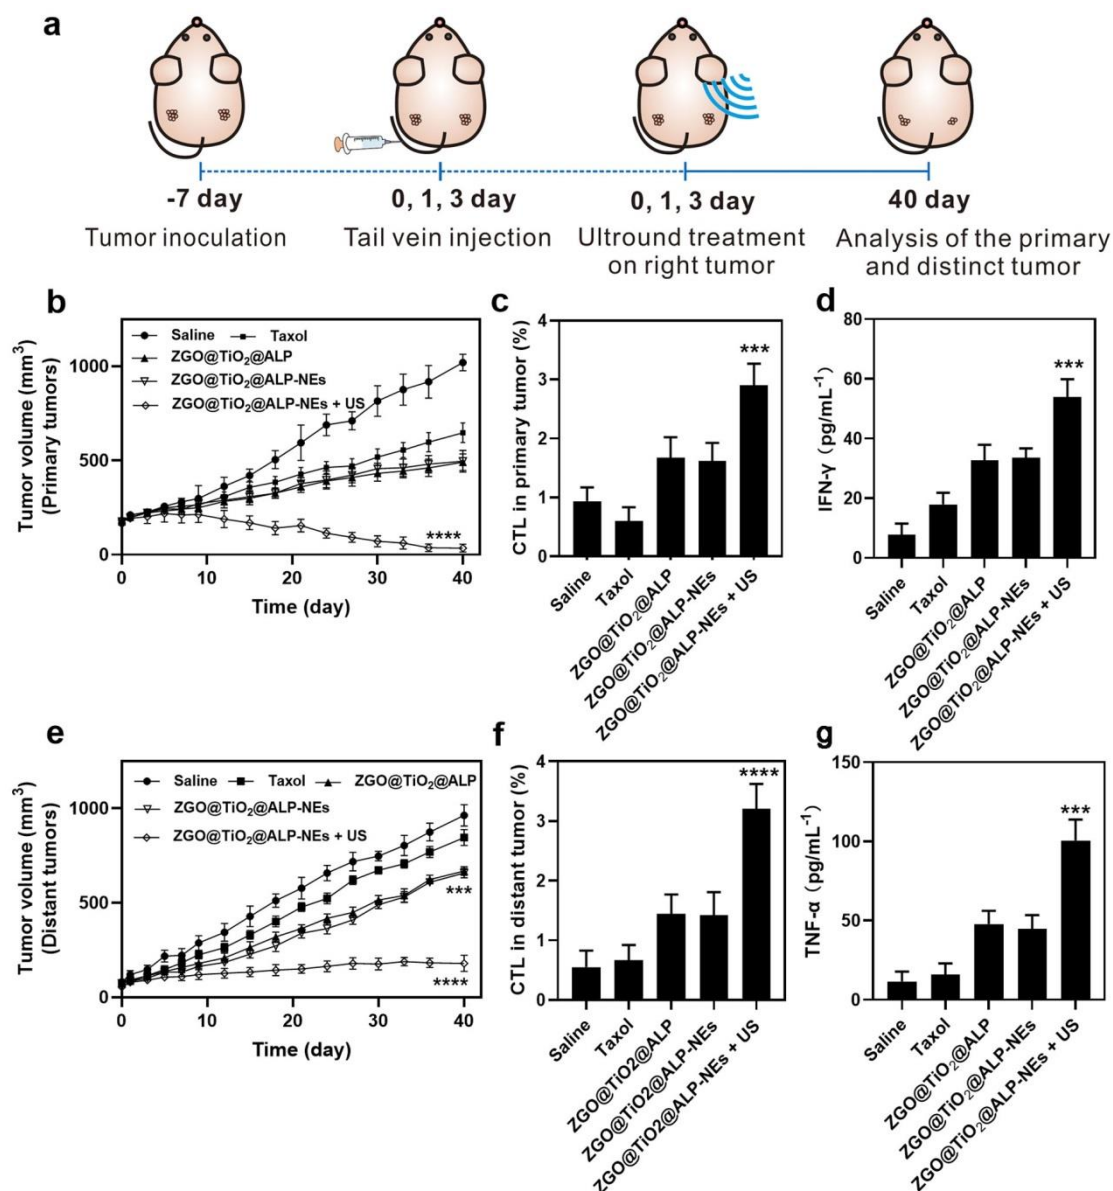 a
-7 day
Tumor inoculation
0, 1, 3 day
Tail vein injection
0, 1, 3 day
Ultround treatment
on right tumor
40 day
Analysis of the primary
and distinct tumor
b
Tumor volume (mm³)
(Primary tumors)
1000
500
0
Saline
Taxol
ZGO@TiO₂@ALP
ZGO@TiO₂@ALP-NEs
ZGO@TiO₂@ALP-NEs + US
****
0
10
20
30
40
Time (day)
c
CTL in primary tumor (%)
4
3
2
1
0
***
Saline
Taxol
ZGO@TiO₂@ALP
ZGO@TiO₂@ALP-NEs
ZGO@TiO₂@ALP-NEs + US
d
IFN-γ (pg/mL⁻¹)
80
60
40
20
0
***
Saline
Taxol
ZGO@TiO₂@ALP
ZGO@TiO₂@ALP-NEs
ZGO@TiO₂@ALP-NEs + US
e
Tumor volume (mm³)
(Distant tumors)
1000
500
0
Saline
Taxol
ZGO@TiO₂@ALP
ZGO@TiO₂@ALP-NEs
ZGO@TiO₂@ALP-NEs + US
***
****
0
10
20
30
40
Time (day)
f
CTL in distant tumor (%)
4
3
2
1
0
****
Saline
Taxol
ZGO@TiO2@ALP
ZGO@TiO2@ALP-NEs
ZGO@TiO2@ALP-NEs + US
g
TNF-α (pg/mL⁻¹)
150
100
50
0
***
Saline
Taxol
ZGO@TiO₂@ALP
ZGO@TiO₂@ALP-NEs
ZGO@TiO₂@ALP-NEs + US